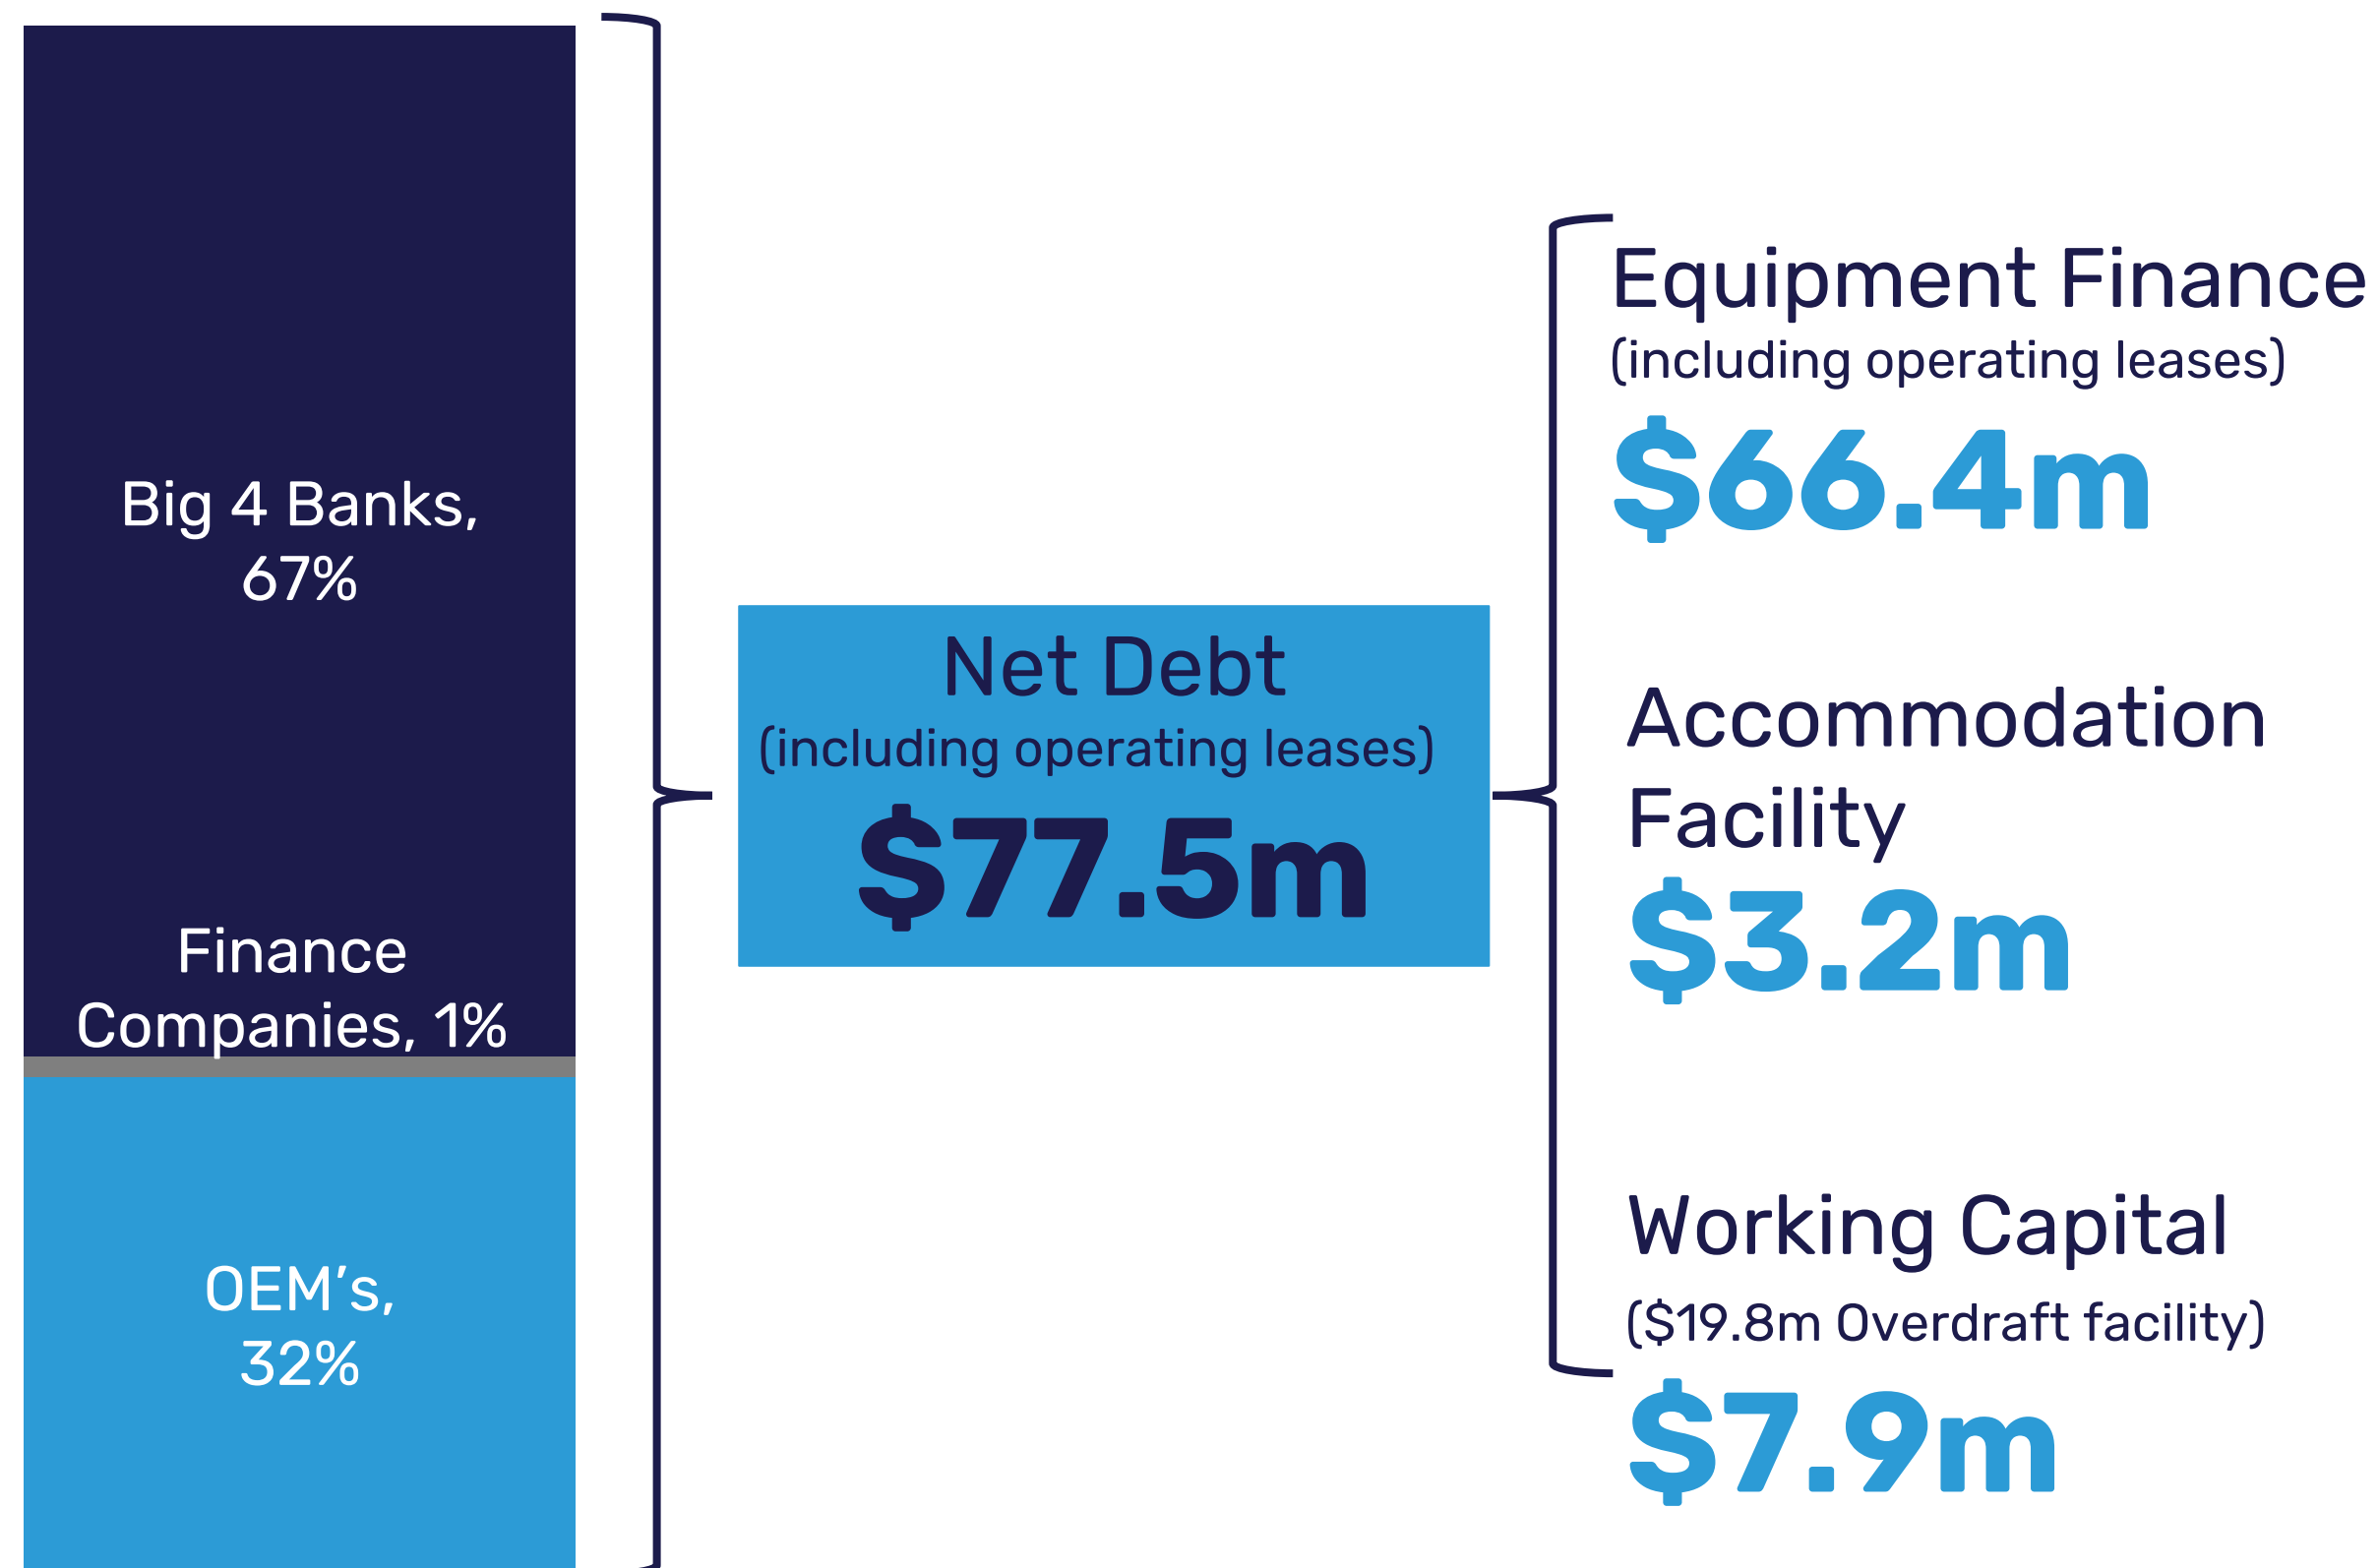 Big 4 Banks,
67%
Finance
Companies, 1%
OEM's,
32%
Net Debt
(including operating leases)
$77.5m
Equipment Finance
(including operating leases)
$66.4m
Accommodation
Facility
$3.2m
Working Capital
($19.8m Overdraft facility)
$7.9m